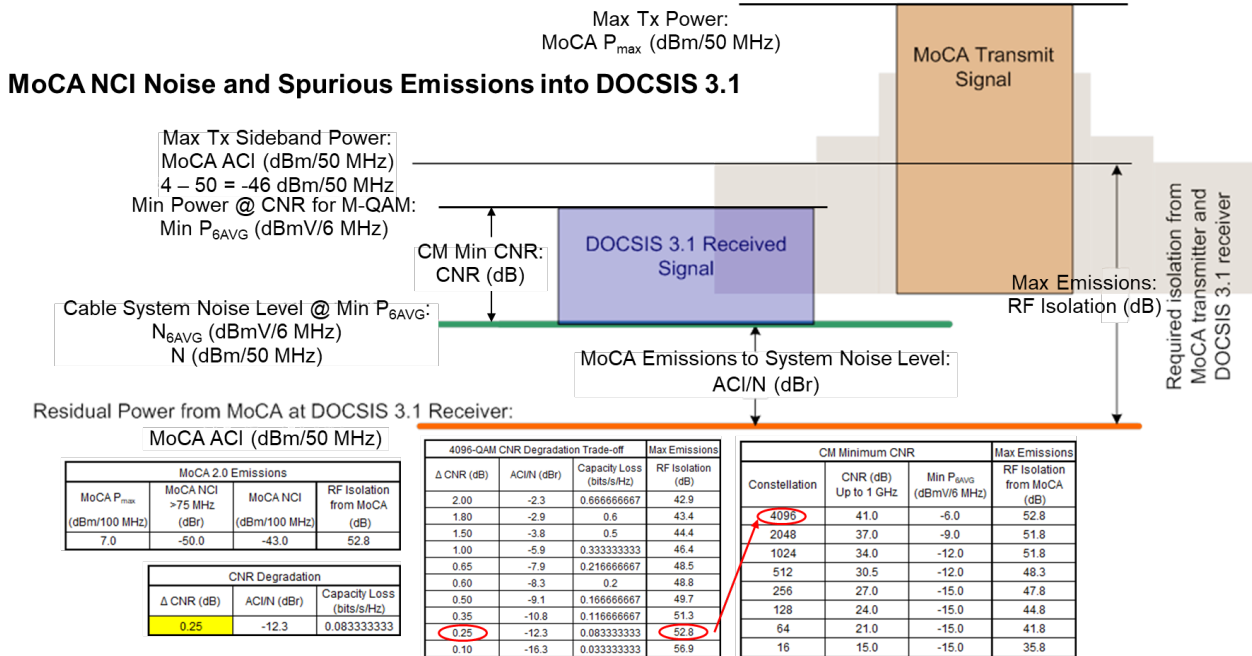 Max Tx Power:
MoCA Pmax (dBm/50 MHz)
MoCA Transmit
Signal
MoCA NCI Noise and Spurious Emissions into DOCSIS 3.1
Max Tx Sideband Power:
MoCA ACI (dBm/50 MHz)
4 – 50 = -46 dBm/50 MHz
Min Power @ CNR for M-QAM:
Min P6AVG (dBmV/6 MHz)
CM Min CNR:
CNR (dB)
DOCSIS 3.1 Received
Signal
Max Emissions:
RF Isolation (dB)
Required isolation from
MoCA transmitter and
DOCSIS 3.1 receiver
Cable System Noise Level @ Min P6AVG:
N6AVG (dBmV/6 MHz)
N (dBm/50 MHz)
MoCA Emissions to System Noise Level:
ACI/N (dBr)
Residual Power from MoCA at DOCSIS 3.1 Receiver:
MoCA ACI (dBm/50 MHz)
MoCA 2.0 Emissions
MoCA Pmax
(dBm/100 MHz)
MoCA NCI
>75 MHz
(dBr)
MoCA NCI
(dBm/100 MHz)
RF Isolation
from MoCA
(dB)
7.0 -50.0 -43.0 52.8
CNR Degradation
Δ CNR (dB) ACI/N (dBr) Capacity Loss
(bits/s/Hz)
0.25 -12.3 0.083333333
4096-QAM CNR Degradation Trade-off Max Emissions
Δ CNR (dB) ACI/N (dBr) Capacity Loss
(bits/s/Hz)
RF Isolation
(dB)
2.00 -2.3 0.666666667 42.9
1.80 -2.9 0.6 43.4
1.50 -3.8 0.5 44.4
1.00 -5.9 0.333333333 46.4
0.65 -7.9 0.216666667 48.5
0.60 -8.3 0.2 48.8
0.50 -9.1 0.166666667 49.7
0.35 -10.8 0.116666667 51.3
0.25 -12.3 0.083333333 52.8
0.10 -16.3 0.033333333 56.9
CM Minimum CNR Max Emissions
Constellation
CNR (dB)
Up to 1 GHz
Min P6AVG
(dBmV/6 MHz)
RF Isolation
from MoCA
(dB)
4096 41.0 -6.0 52.8
2048 37.0 -9.0 51.8
1024 34.0 -12.0 51.8
512 30.5 -12.0 48.3
256 27.0 -15.0 47.8
128 24.0 -15.0 44.8
64 21.0 -15.0 41.8
16 15.0 -15.0 35.8